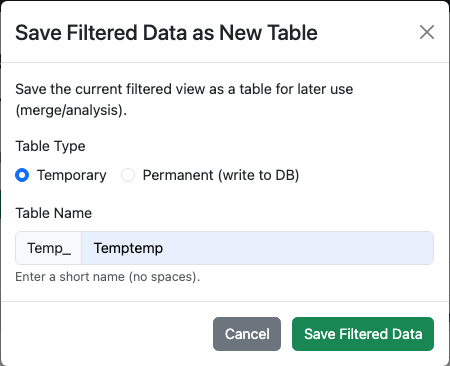 Save Filtered Data as New Table
Save the current filtered view as a table for later use
(merge/analysis).
Table Type
Temporary Permanent (write to DB)
Table Name
Temp_ Temptemp
Enter a short name (no spaces).
Cancel Save Filtered Data